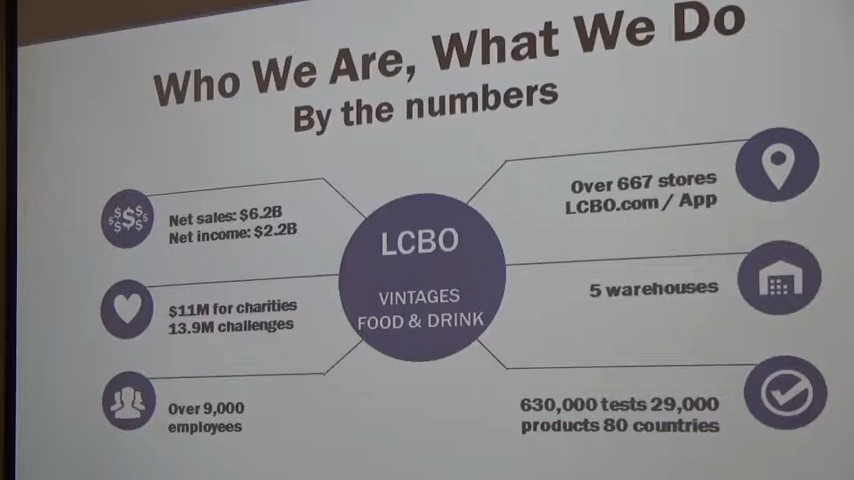 Who We Are, What We Do
By the numbers
$$$$$
Net sales: $6.2B
Net income: $2.2B
$11M for charities
13.9M challenges
Over 9,000
employees
LCBO
VINTAGES
FOOD & DRINK
Over 667 stores
LCBO.com / App
5 warehouses
630,000 tests 29,000
products 80 countries